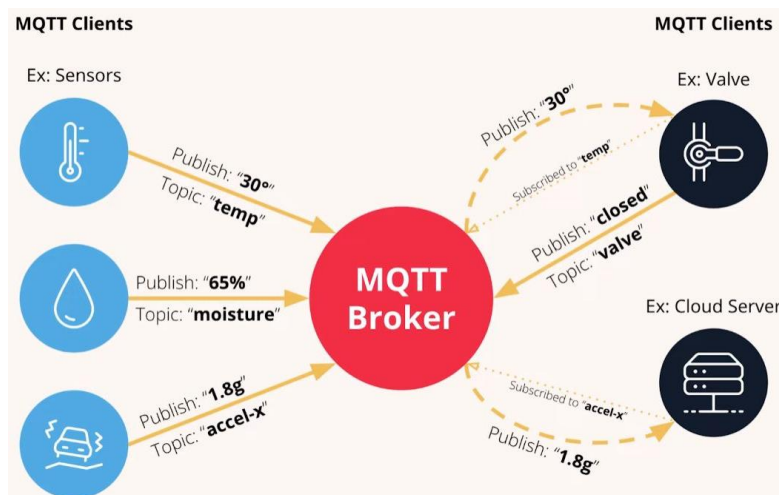 MQTT Clients
MQTT Clients
Ex: Sensors
Ex: Valve
Publish: “30°”
Topic: “temp”
Publish: “30°”
Subscribed to “temp”
Publish: “closed”
Topic: “valve”
Publish: “65%”
Topic: “moisture”
MQTT
Broker
Ex: Cloud Server
Publish: “1.8g”
Topic: “accel-x”
Subscribed to “accel-x”
Publish: “1.8g”